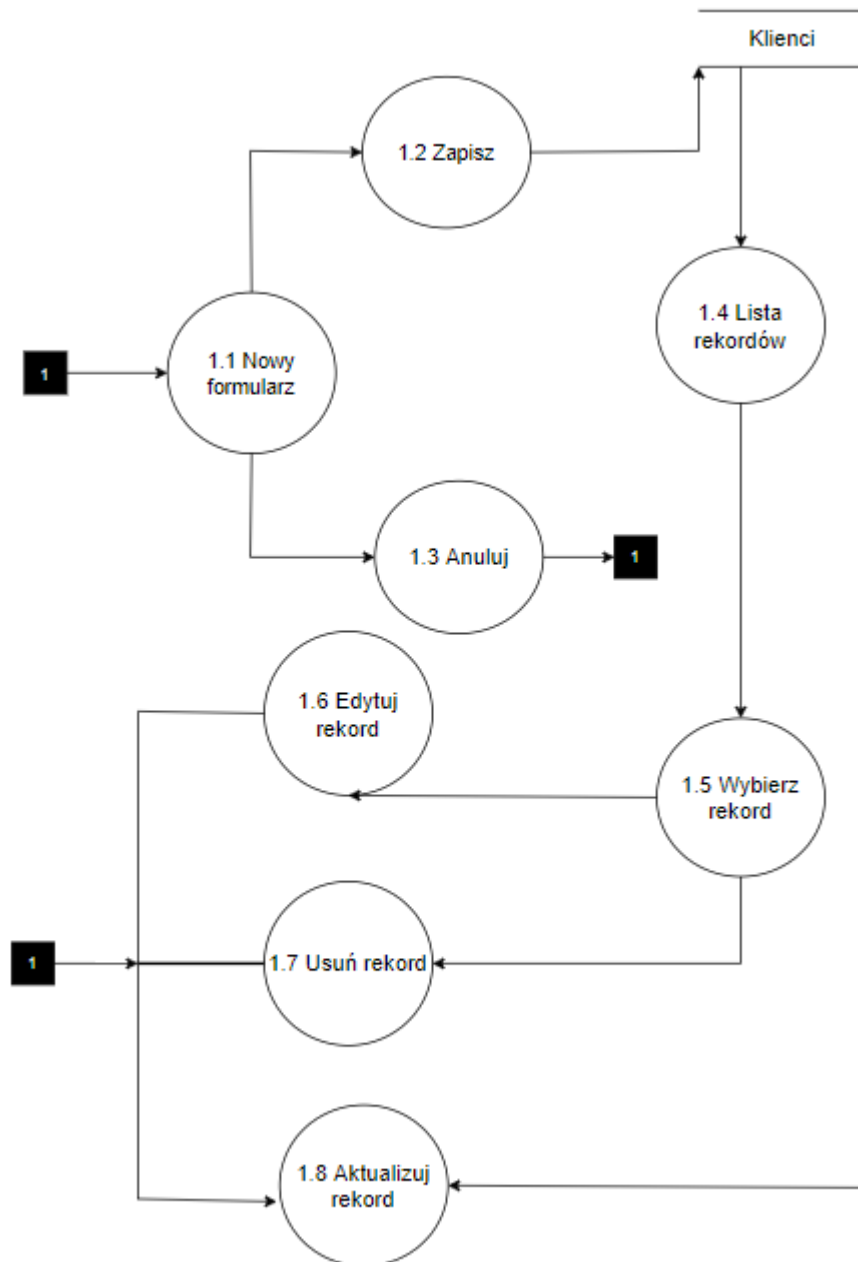 Klienci
1.2 Zapisz
1.4 Lista
rekordów
1.1 Nowy
formularz
1
1.3 Anuluj
1
1.6 Edytuj
rekord
1.5 Wybierz
rekord
1
1.7 Usuń rekord
1.8 Aktualizuj
rekord